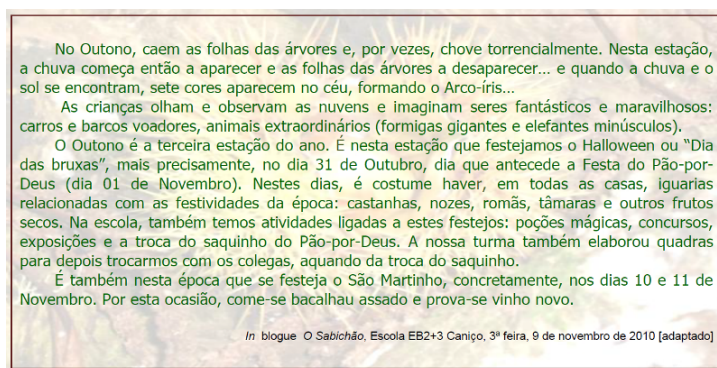 No Outono, caem as folhas das árvores e, por vezes, chove torrencialmente. Nesta estação,
a chuva começa então a aparecer e as folhas das árvores a desaparecer... e quando a chuva e o
sol se encontram, sete cores aparecem no céu, formando o Arco-íris...
As crianças olham e observam as nuvens e imaginam seres fantásticos e maravilhosos:
carros e barcos voadores, animais extraordinários (formigas gigantes e elefantes minúsculos).
O Outono é a terceira estação do ano. É nesta estação que festejamos o Halloween ou “Dia
das bruxas”, mais precisamente, no dia 31 de Outubro, dia que antecede a Festa do Pão-por-
Deus (dia 01 de Novembro). Nestes dias, é costume haver, em todas as casas, iguarias
relacionadas com as festividades da época: castanhas, nozes, romãs, tâmaras e outros frutos
secos. Na escola, também temos atividades ligadas a estes festejos: poções mágicas, concursos,
exposições e a troca do saquinho do Pão-por-Deus. A nossa turma também elaborou quadras
para depois trocarmos com os colegas, aquando da troca do saquinho.
É também nesta época que se festeja o São Martinho, concretamente, nos dias 10 e 11 de
Novembro. Por esta ocasião, come-se bacalhau assado e prova-se vinho novo.
In blogue O Sabichão, Escola EB2+3 Caniço, 3ª feira, 9 de novembro de 2010 [adaptado]